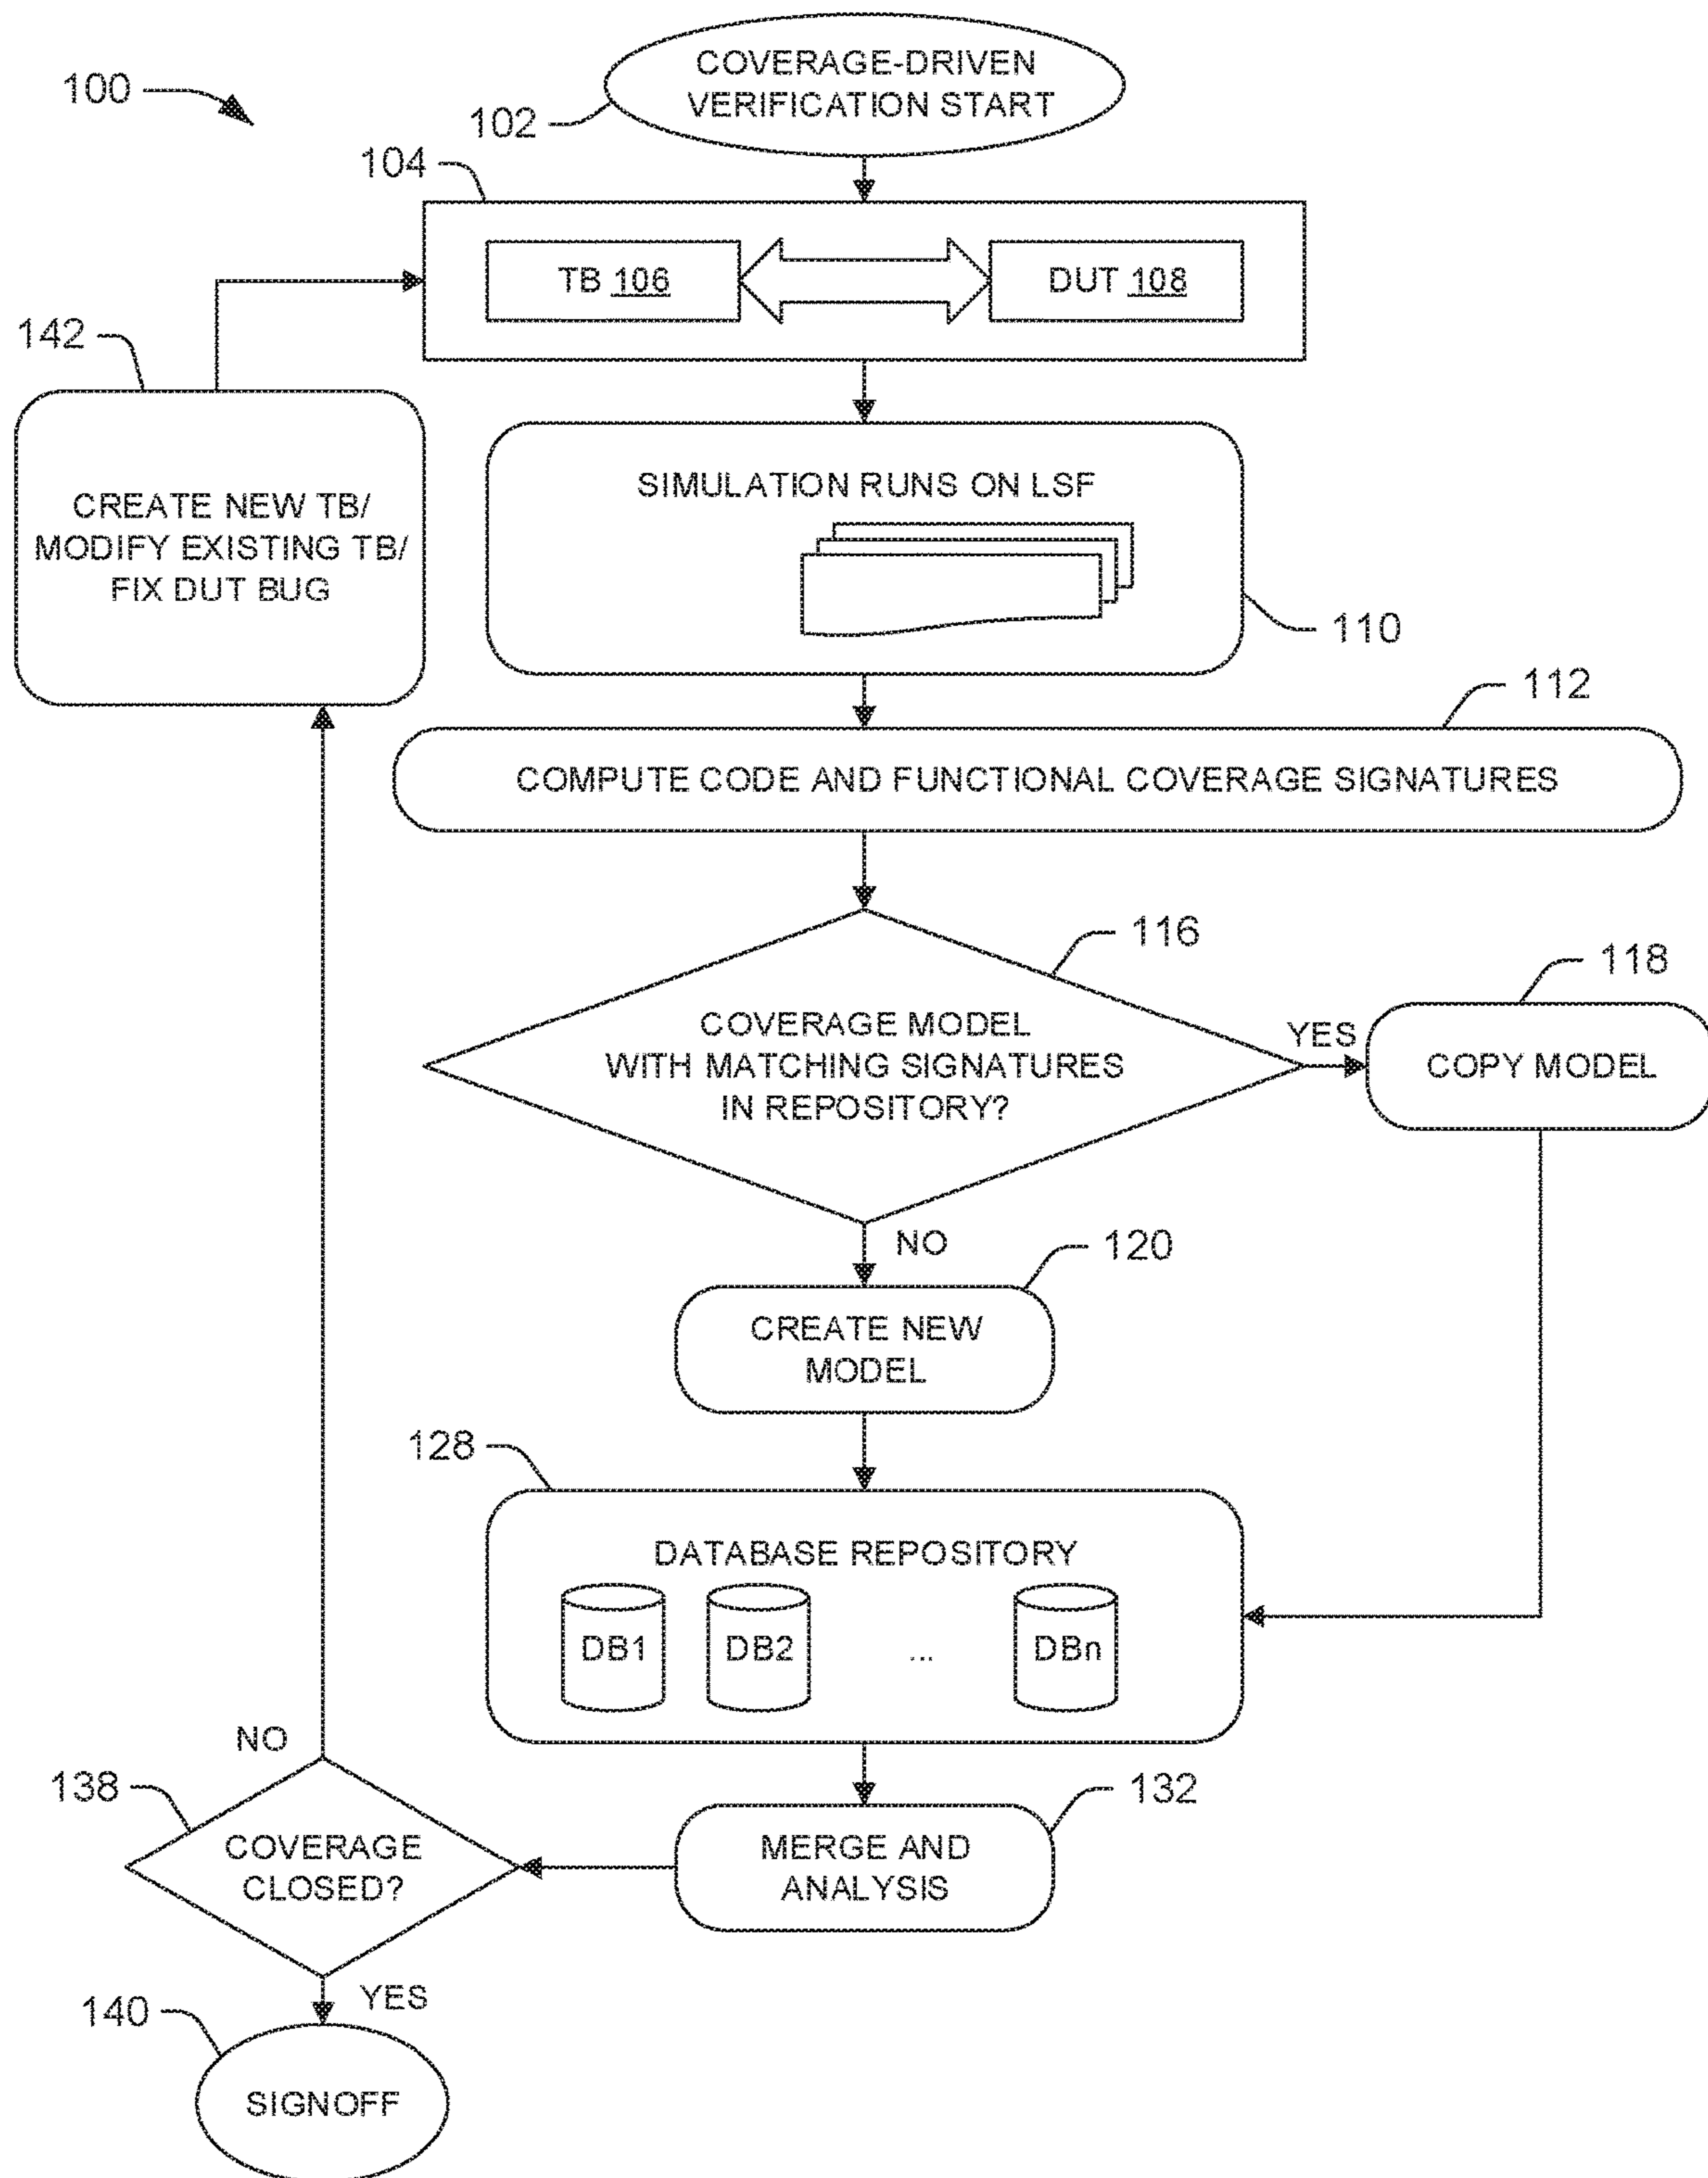 100
COVERAGE-DRIVEN
VERIFICATION START
102
104
TB 106
DUT 108
142
CREATE NEW TB/
MODIFY EXISTING TB/
FIX DUT BUG
SIMULATION RUNS ON LSF
110
112
COMPUTE CODE AND FUNCTIONAL COVERAGE SIGNATURES
116
118
COVERAGE MODEL
WITH MATCHING SIGNATURES
IN REPOSITORY?
YES
COPY MODEL
NO
120
CREATE NEW
MODEL
128
DATABASE REPOSITORY
DB1
DB2
...
DBn
NO
138
COVERAGE
CLOSED?
132
MERGE AND
ANALYSIS
YES
140
SIGNOFF